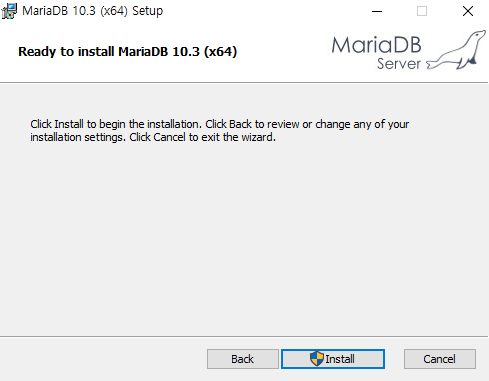 MariaDB 10.3 (x64) Setup
Ready to install MariaDB 10.3 (x64)
MariaDB
Server
Click Install to begin the installation. Click Back to review or change any of your
installation settings. Click Cancel to exit the wizard.
Back
Install
Cancel